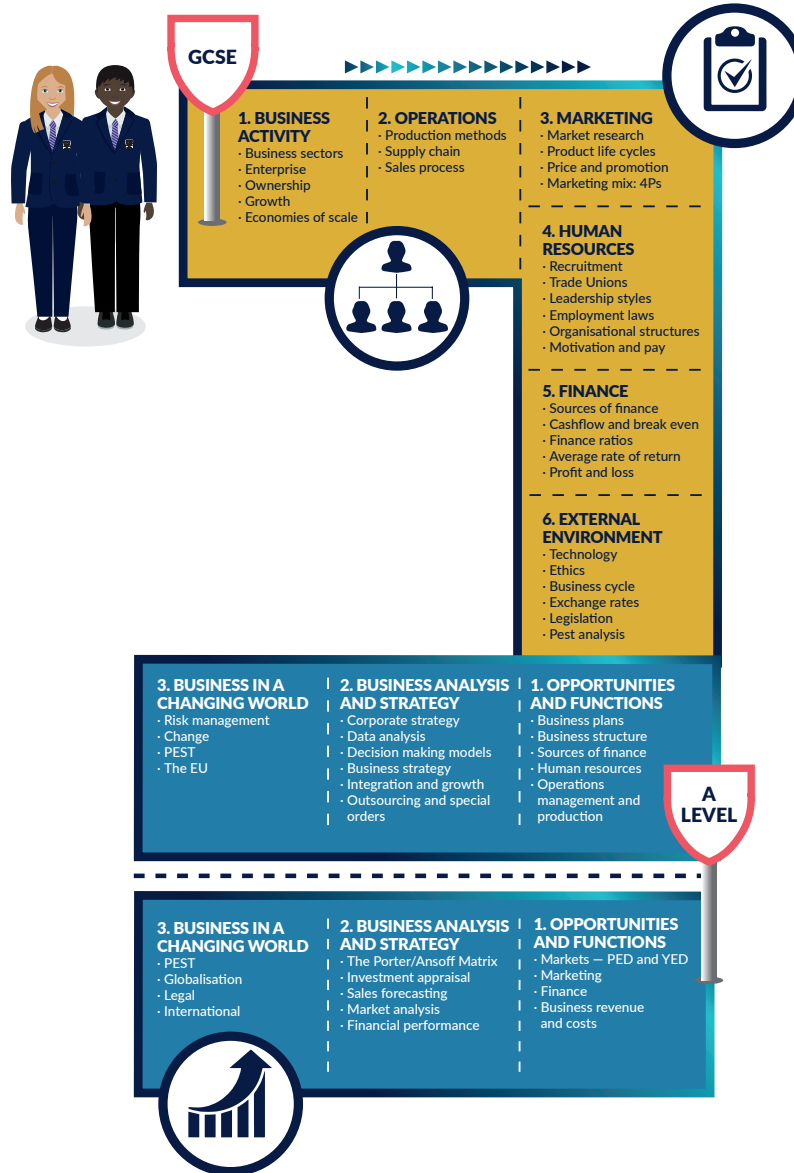 GCSE
1. BUSINESS
ACTIVITY
· Business sectors
· Enterprise
· Ownership
· Growth
· Economies of scale
2. OPERATIONS
· Production methods
· Supply chain
· Sales process
3. MARKETING
· Market research
· Product life cycles
· Price and promotion
· Marketing mix: 4Ps
4. HUMAN
RESOURCES
· Recruitment
· Trade Unions
· Leadership styles
· Employment laws
· Organisational structures
· Motivation and pay
5. FINANCE
· Sources of finance
· Cashflow and break even
· Finance ratios
· Average rate of return
· Profit and loss
6. EXTERNAL
ENVIRONMENT
· Technology
· Ethics
· Business cycle
· Exchange rates
· Legislation
· Pest analysis
A
LEVEL
1. OPPORTUNITIES
AND FUNCTIONS
· Business plans
· Business structure
· Sources of finance
· Human resources
· Operations
management and
production
2. BUSINESS ANALYSIS
AND STRATEGY
· Corporate strategy
· Data analysis
· Decision making models
· Business strategy
· Integration and growth
· Outsourcing and special
orders
3. BUSINESS IN A
CHANGING WORLD
· Risk management
· Change
· PEST
· The EU
1. OPPORTUNITIES
AND FUNCTIONS
· Markets — PED and YED
· Marketing
· Finance
· Business revenue
and costs
2. BUSINESS ANALYSIS
AND STRATEGY
· The Porter/Ansoff Matrix
· Investment appraisal
· Sales forecasting
· Market analysis
· Financial performance
3. BUSINESS IN A
CHANGING WORLD
· PEST
· Globalisation
· Legal
· International